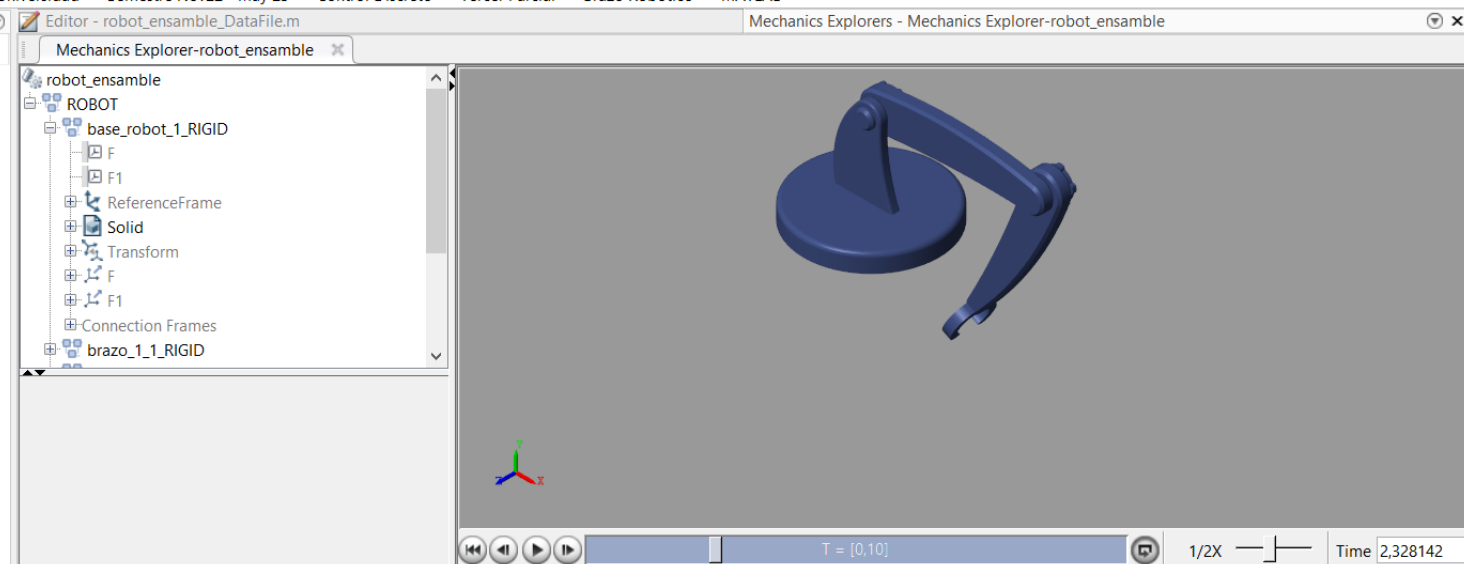 Editor - robot_ensamble_DataFile.m
Mechanics Explorers - Mechanics Explorer-robot_ensamble
Mechanics Explorer-robot_ensamble
robot_ensamble
ROBOT
base_robot_1_RIGID
F
F1
ReferenceFrame
Solid
Transform
F
F1
Connection Frames
brazo_1_1_RIGID
Y
Z
X
T = [0,10]
1/2X
Time 2,328142